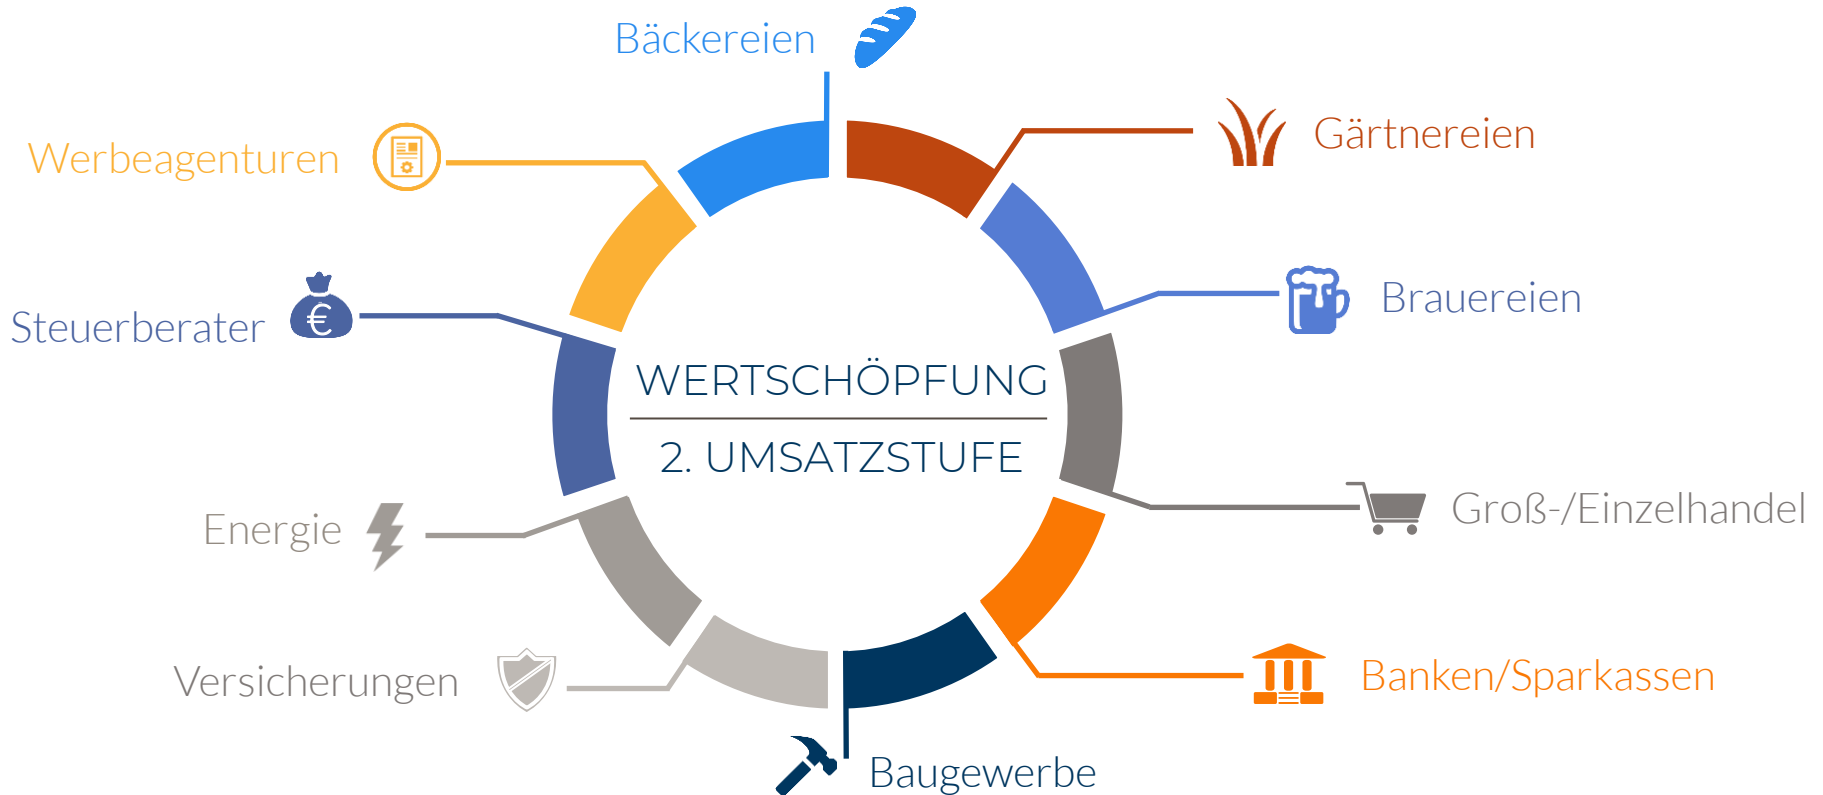 Bäckereien
Gärtnereien
Werbeagenturen
Brauereien
Steuerberater
€
WERTSCHÖPFUNG
2. UMSATZSTUFE
Groß-/Einzelhandel
Energie
Banken/Sparkassen
Versicherungen
Baugewerbe